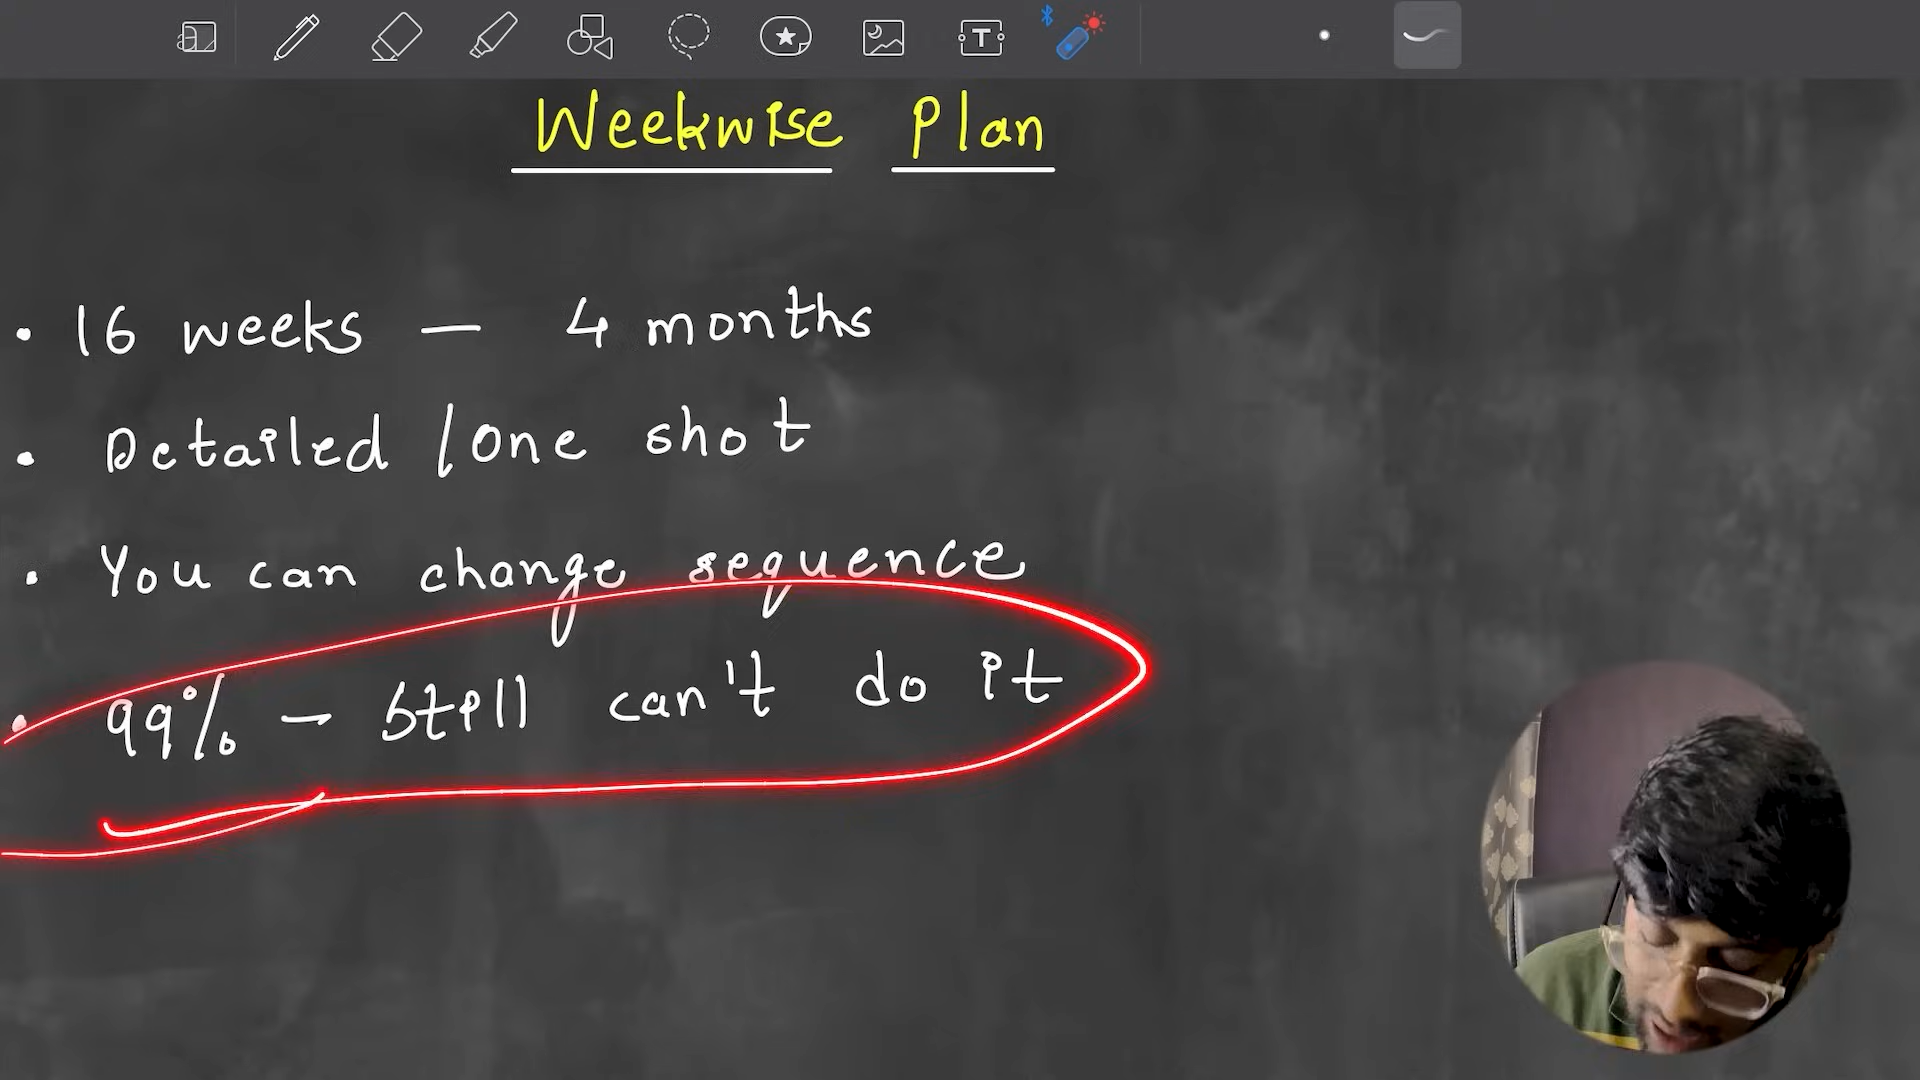 Weekwise Plan
• 16 weeks — 4 months
• Detailed / One shot
• You can change sequence
• 99% — Still can't do it